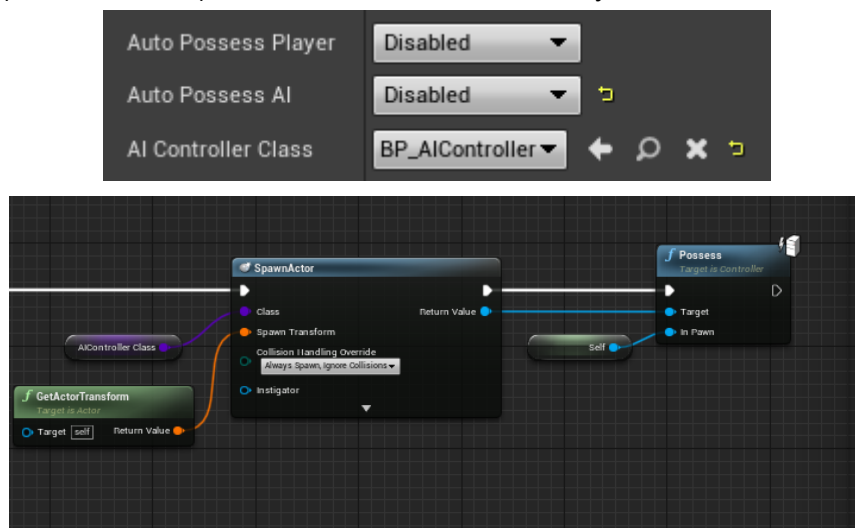 Auto Possess Player Disabled
Auto Possess AI Disabled
AI Controller Class BP_AIController
SpawnActor
Class Return Value
Spawn Transform
Collision Handling Override
Always Spawn, Ignore Collisions
Instigator
AIController Class
f GetActorTransform
Target is Actor
Target self Return Value
f Possess
Target is Controller
Target
In Pawn
Self